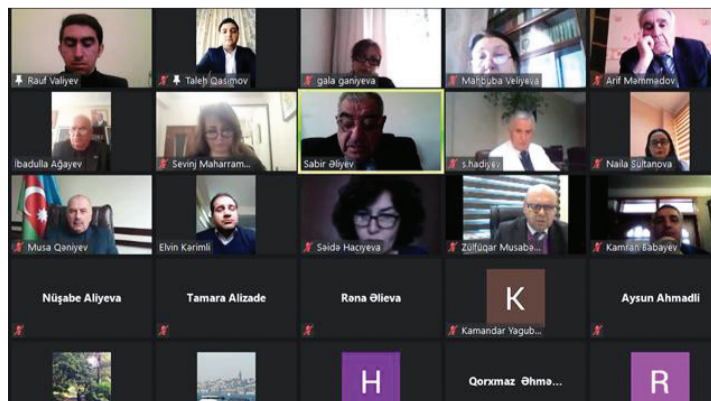 Rauf Valiyev
Taleh Qasımov
gala ganiyeva
Mahbuba Veliyeva
Arif Məmmədov
İbadulla Ağayev
Sevinj Maharram...
Sabir Əliyev
s.hadiyev
Naila Sultanova
Musa Qəniyev
Elvin Kərimli
Səidə Hacıyeva
Zülfüqar Musabə...
Kamran Babayev
Nüşabe Aliyeva
Tamara Alizade
Rəna Əlieva
K
Kamandar Yagub...
Aysun Ahmadli
H
Qorxmaz Əhmə...
R